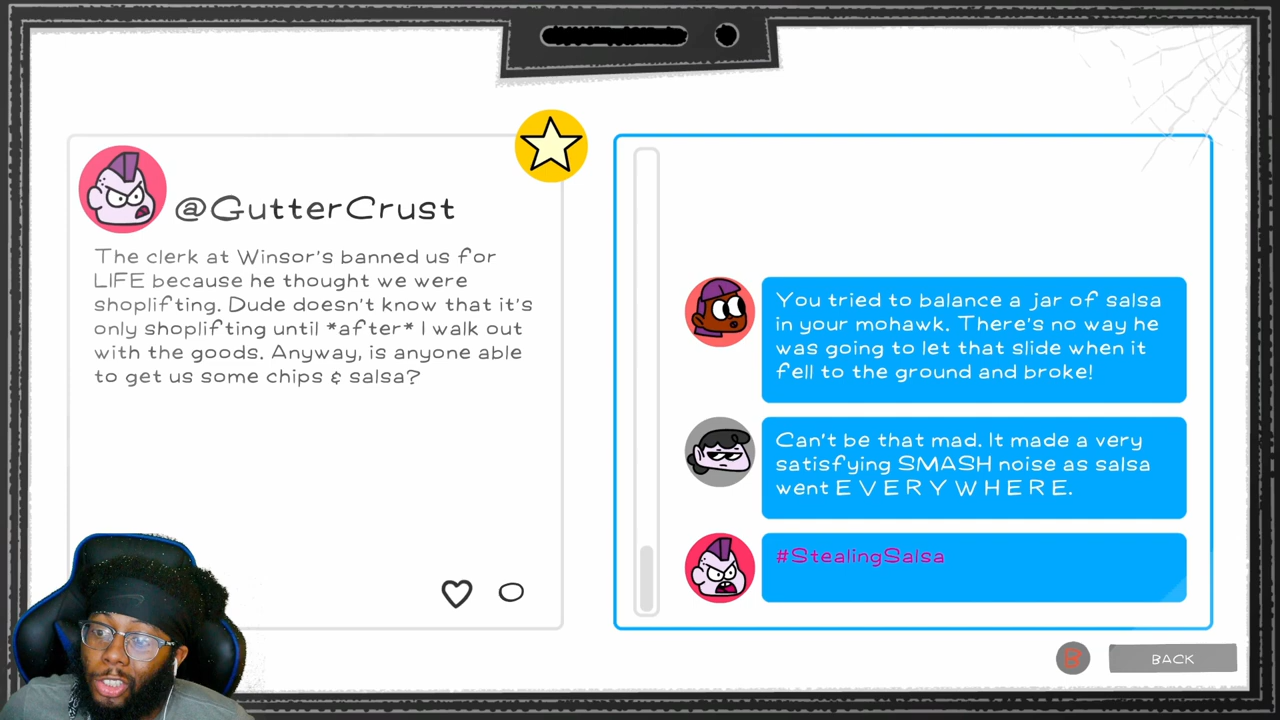 @GutterCrust
The clerk at Winsor's banned us for
LIFE because he thought we were
shoplifting. Dude doesn't know that it's
only shoplifting until *after* I walk out
with the goods. Anyway, is anyone able
to get us some chips & salsa?
You tried to balance a jar of salsa
in your mohawk. There's no way he
was going to let that slide when it
fell to the ground and broke!
Can't be that mad. It made a very
satisfying SMASH noise as salsa
went E V E R Y W H E R E.
#StealingSalsa
B BACK